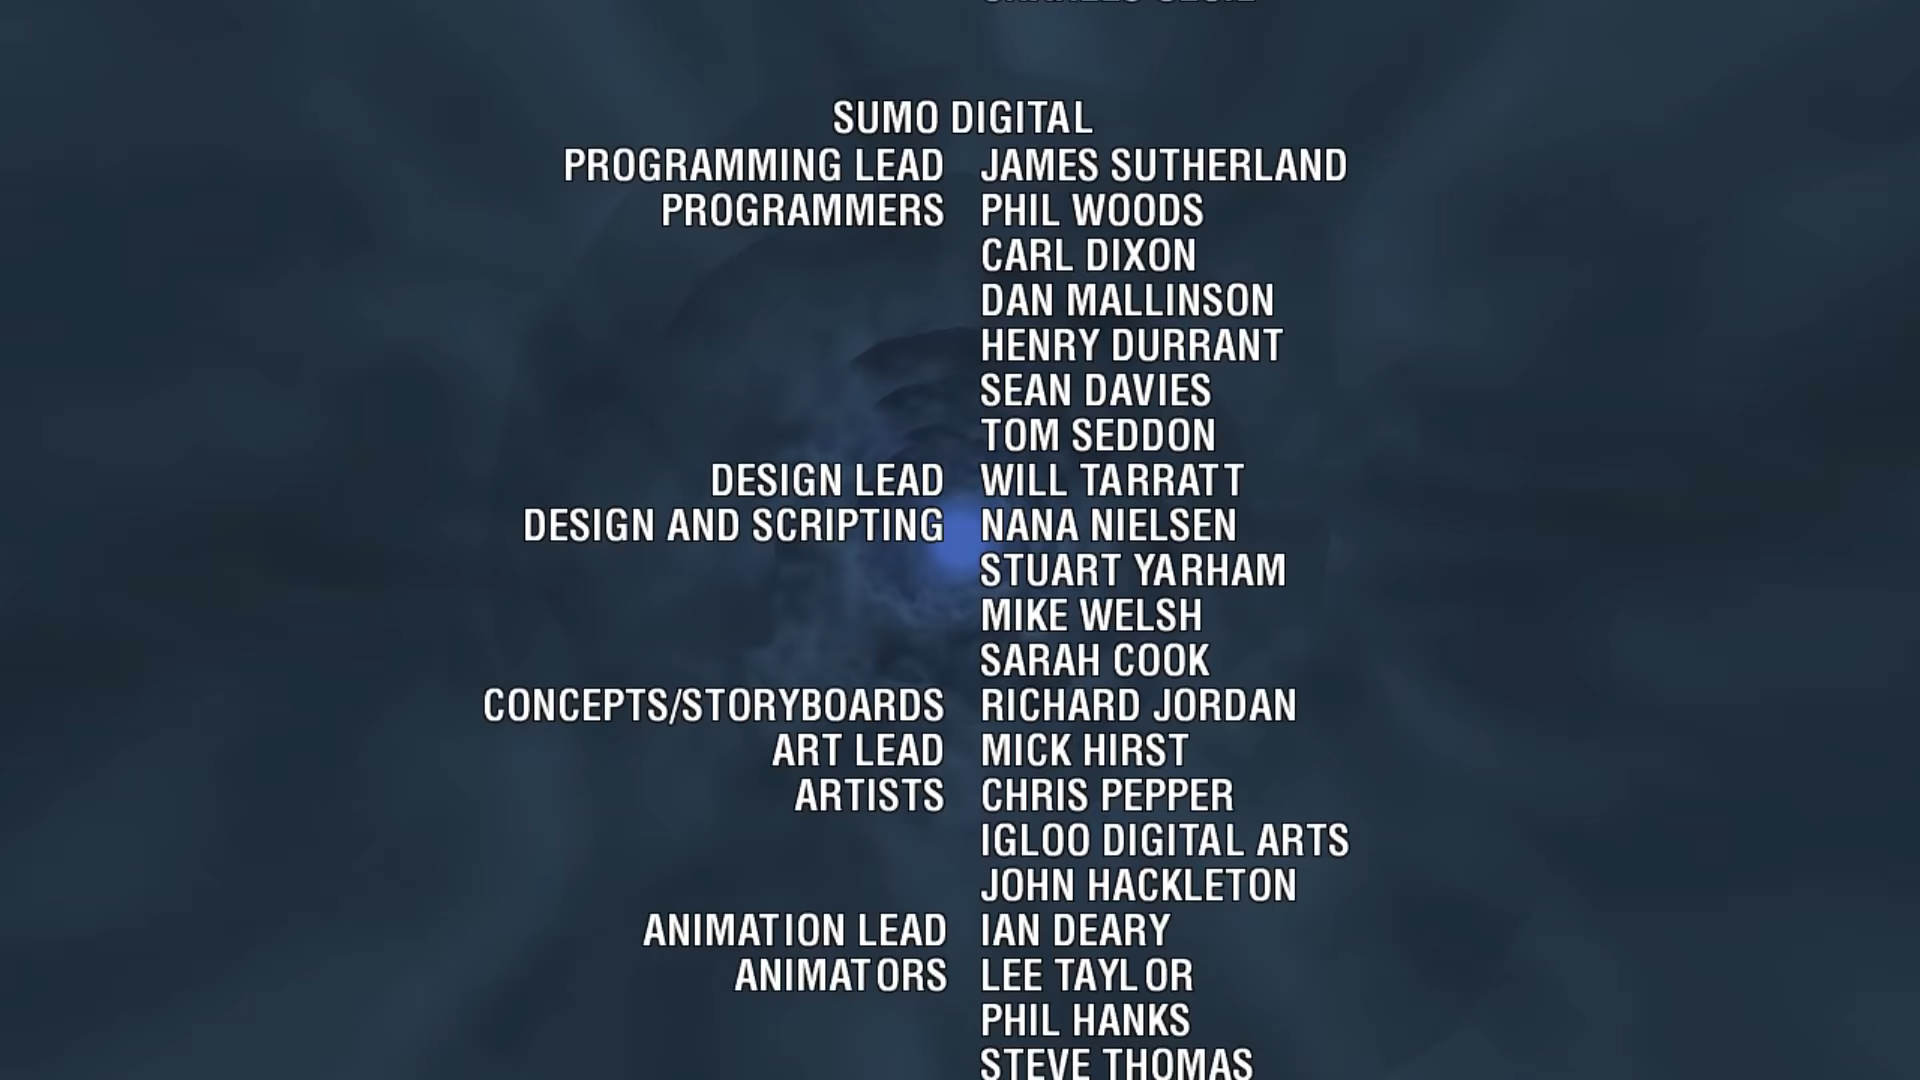 SUMO DIGITAL
PROGRAMMING LEAD JAMES SUTHERLAND
PROGRAMMERS PHIL WOODS
CARL DIXON
DAN MALLINSON
HENRY DURRANT
SEAN DAVIES
TOM SEDDON
DESIGN LEAD WILL TARRATT
DESIGN AND SCRIPTING NANA NIELSEN
STUART YARHAM
MIKE WELSH
SARAH COOK
CONCEPTS/STORYBOARDS RICHARD JORDAN
ART LEAD MICK HIRST
ARTISTS CHRIS PEPPER
IGLOO DIGITAL ARTS
JOHN HACKLETON
ANIMATION LEAD IAN DEARY
ANIMATORS LEE TAYLOR
PHIL HANKS
STEVE THOMAS